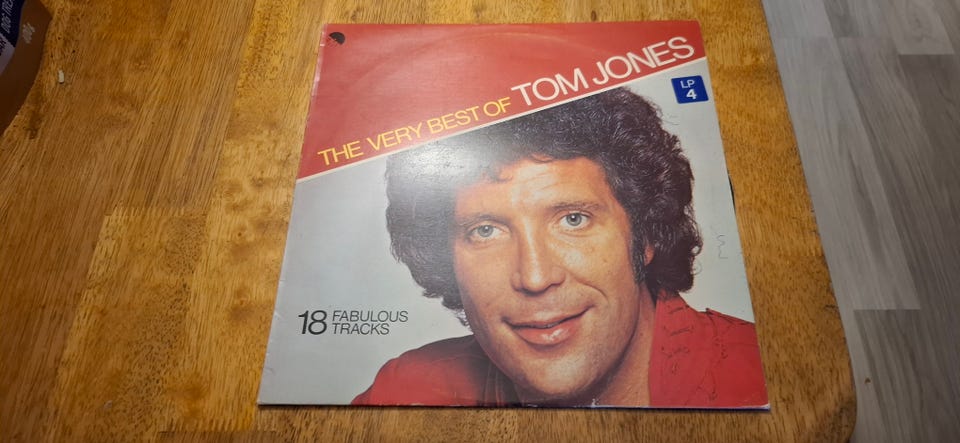 THE VERY BEST OF TOM JONES
LP
4
18 FABULOUS
TRACKS